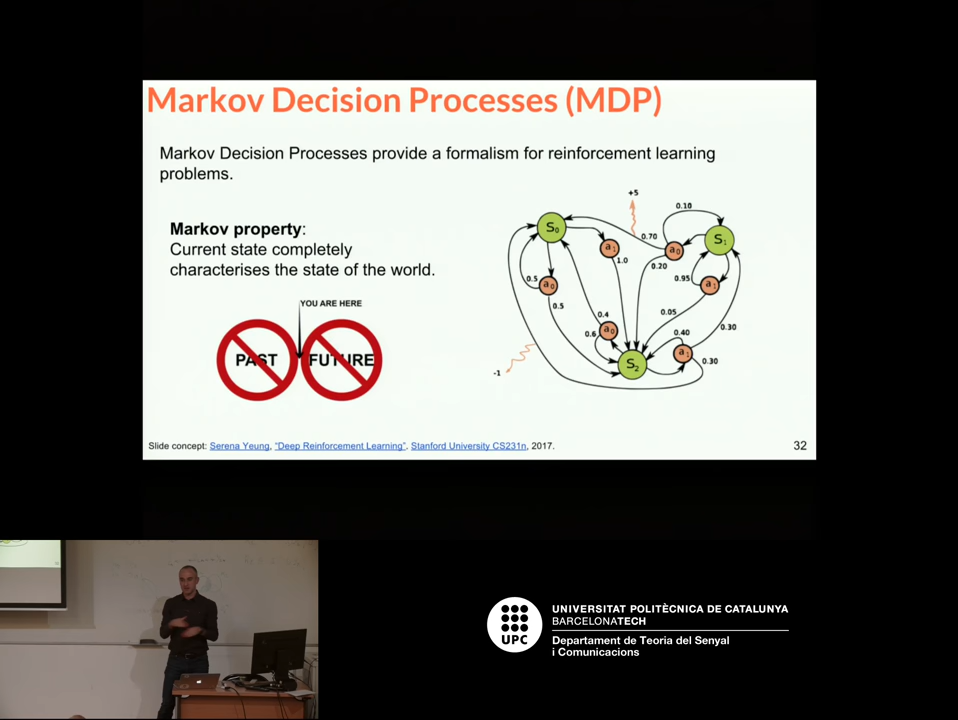 Markov Decision Processes (MDP)
Markov Decision Processes provide a formalism for reinforcement learning
problems.
Markov property:
Current state completely
characterises the state of the world.
YOU ARE HERE
PAST
FUTURE
+5
0.10
S₀
0.70
S₁
a₁
a₀
1.0
0.20
0.5
a₀
0.95
a₁
0.5
0.05
0.4
0.30
a₀
0.6
0.40
a₁
0.30
S₂
-1
Slide concept: Serena Yeung, "Deep Reinforcement Learning". Stanford University CS231n, 2017.
32
UPC
UNIVERSITAT POLITÈCNICA DE CATALUNYA
BARCELONATECH
Departament de Teoria del Senyal
i Comunicacions